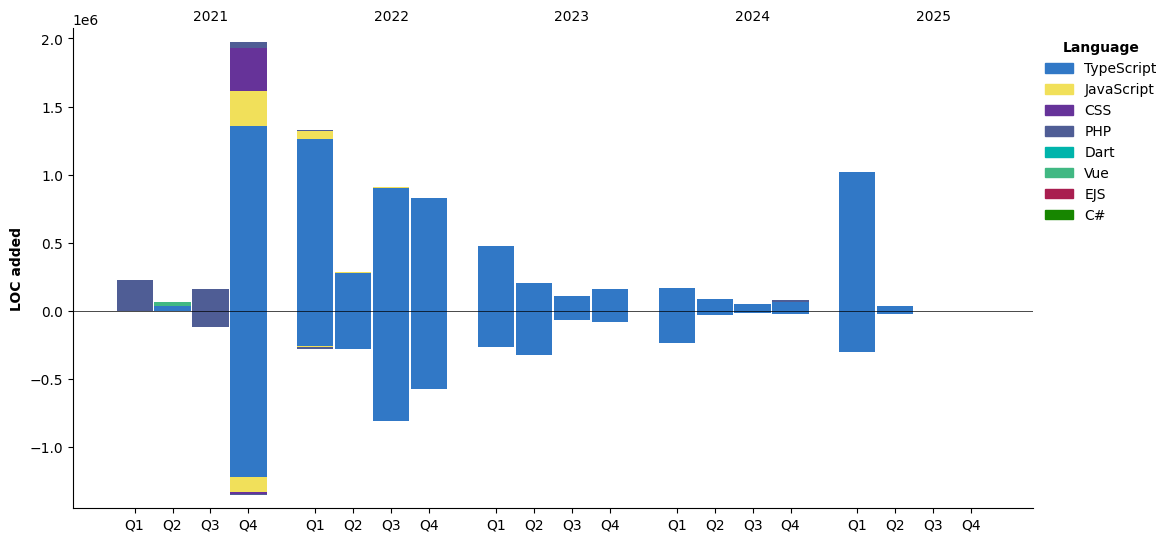 1e6
2021 2022 2023 2024 2025
2.0
1.5
1.0
0.5
0.0
−0.5
−1.0
LOC added
Q1 Q2 Q3 Q4 Q1 Q2 Q3 Q4 Q1 Q2 Q3 Q4 Q1 Q2 Q3 Q4 Q1 Q2 Q3 Q4
Language
TypeScript
JavaScript
CSS
PHP
Dart
Vue
EJS
C#